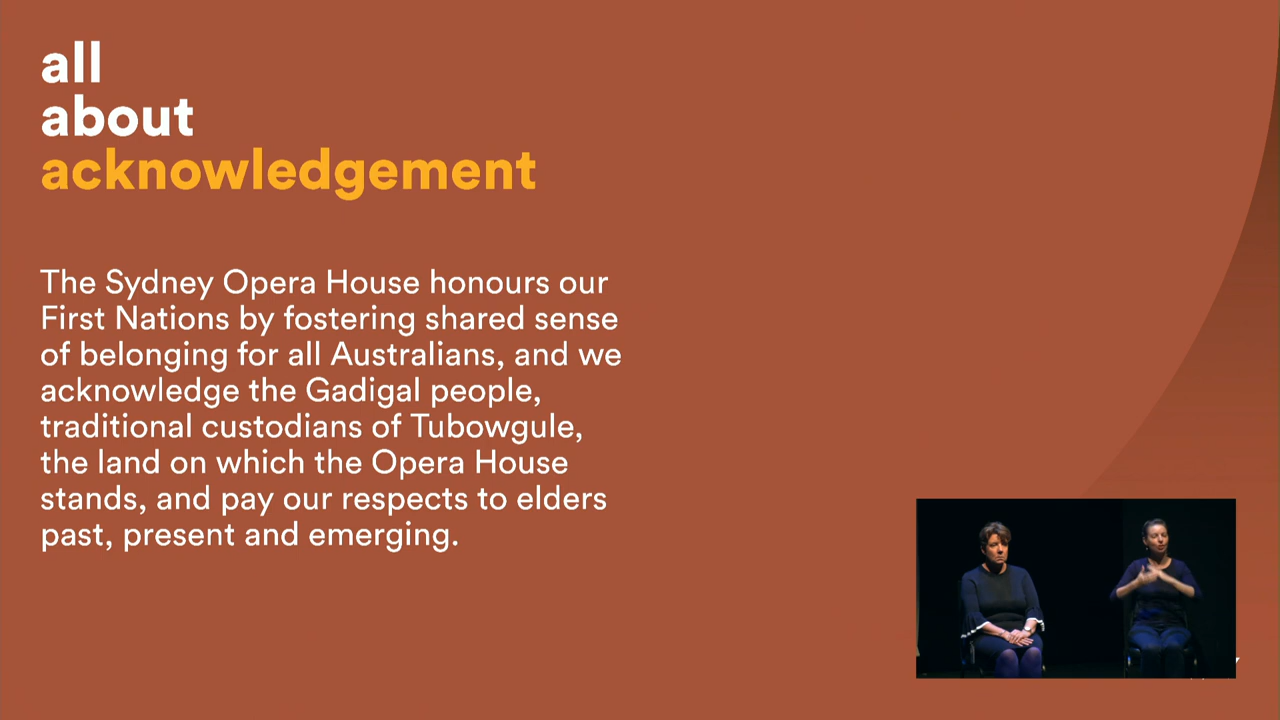 all
about
acknowledgement
The Sydney Opera House honours our
First Nations by fostering shared sense
of belonging for all Australians, and we
acknowledge the Gadigal people,
traditional custodians of Tubowgule,
the land on which the Opera House
stands, and pay our respects to elders
past, present and emerging.